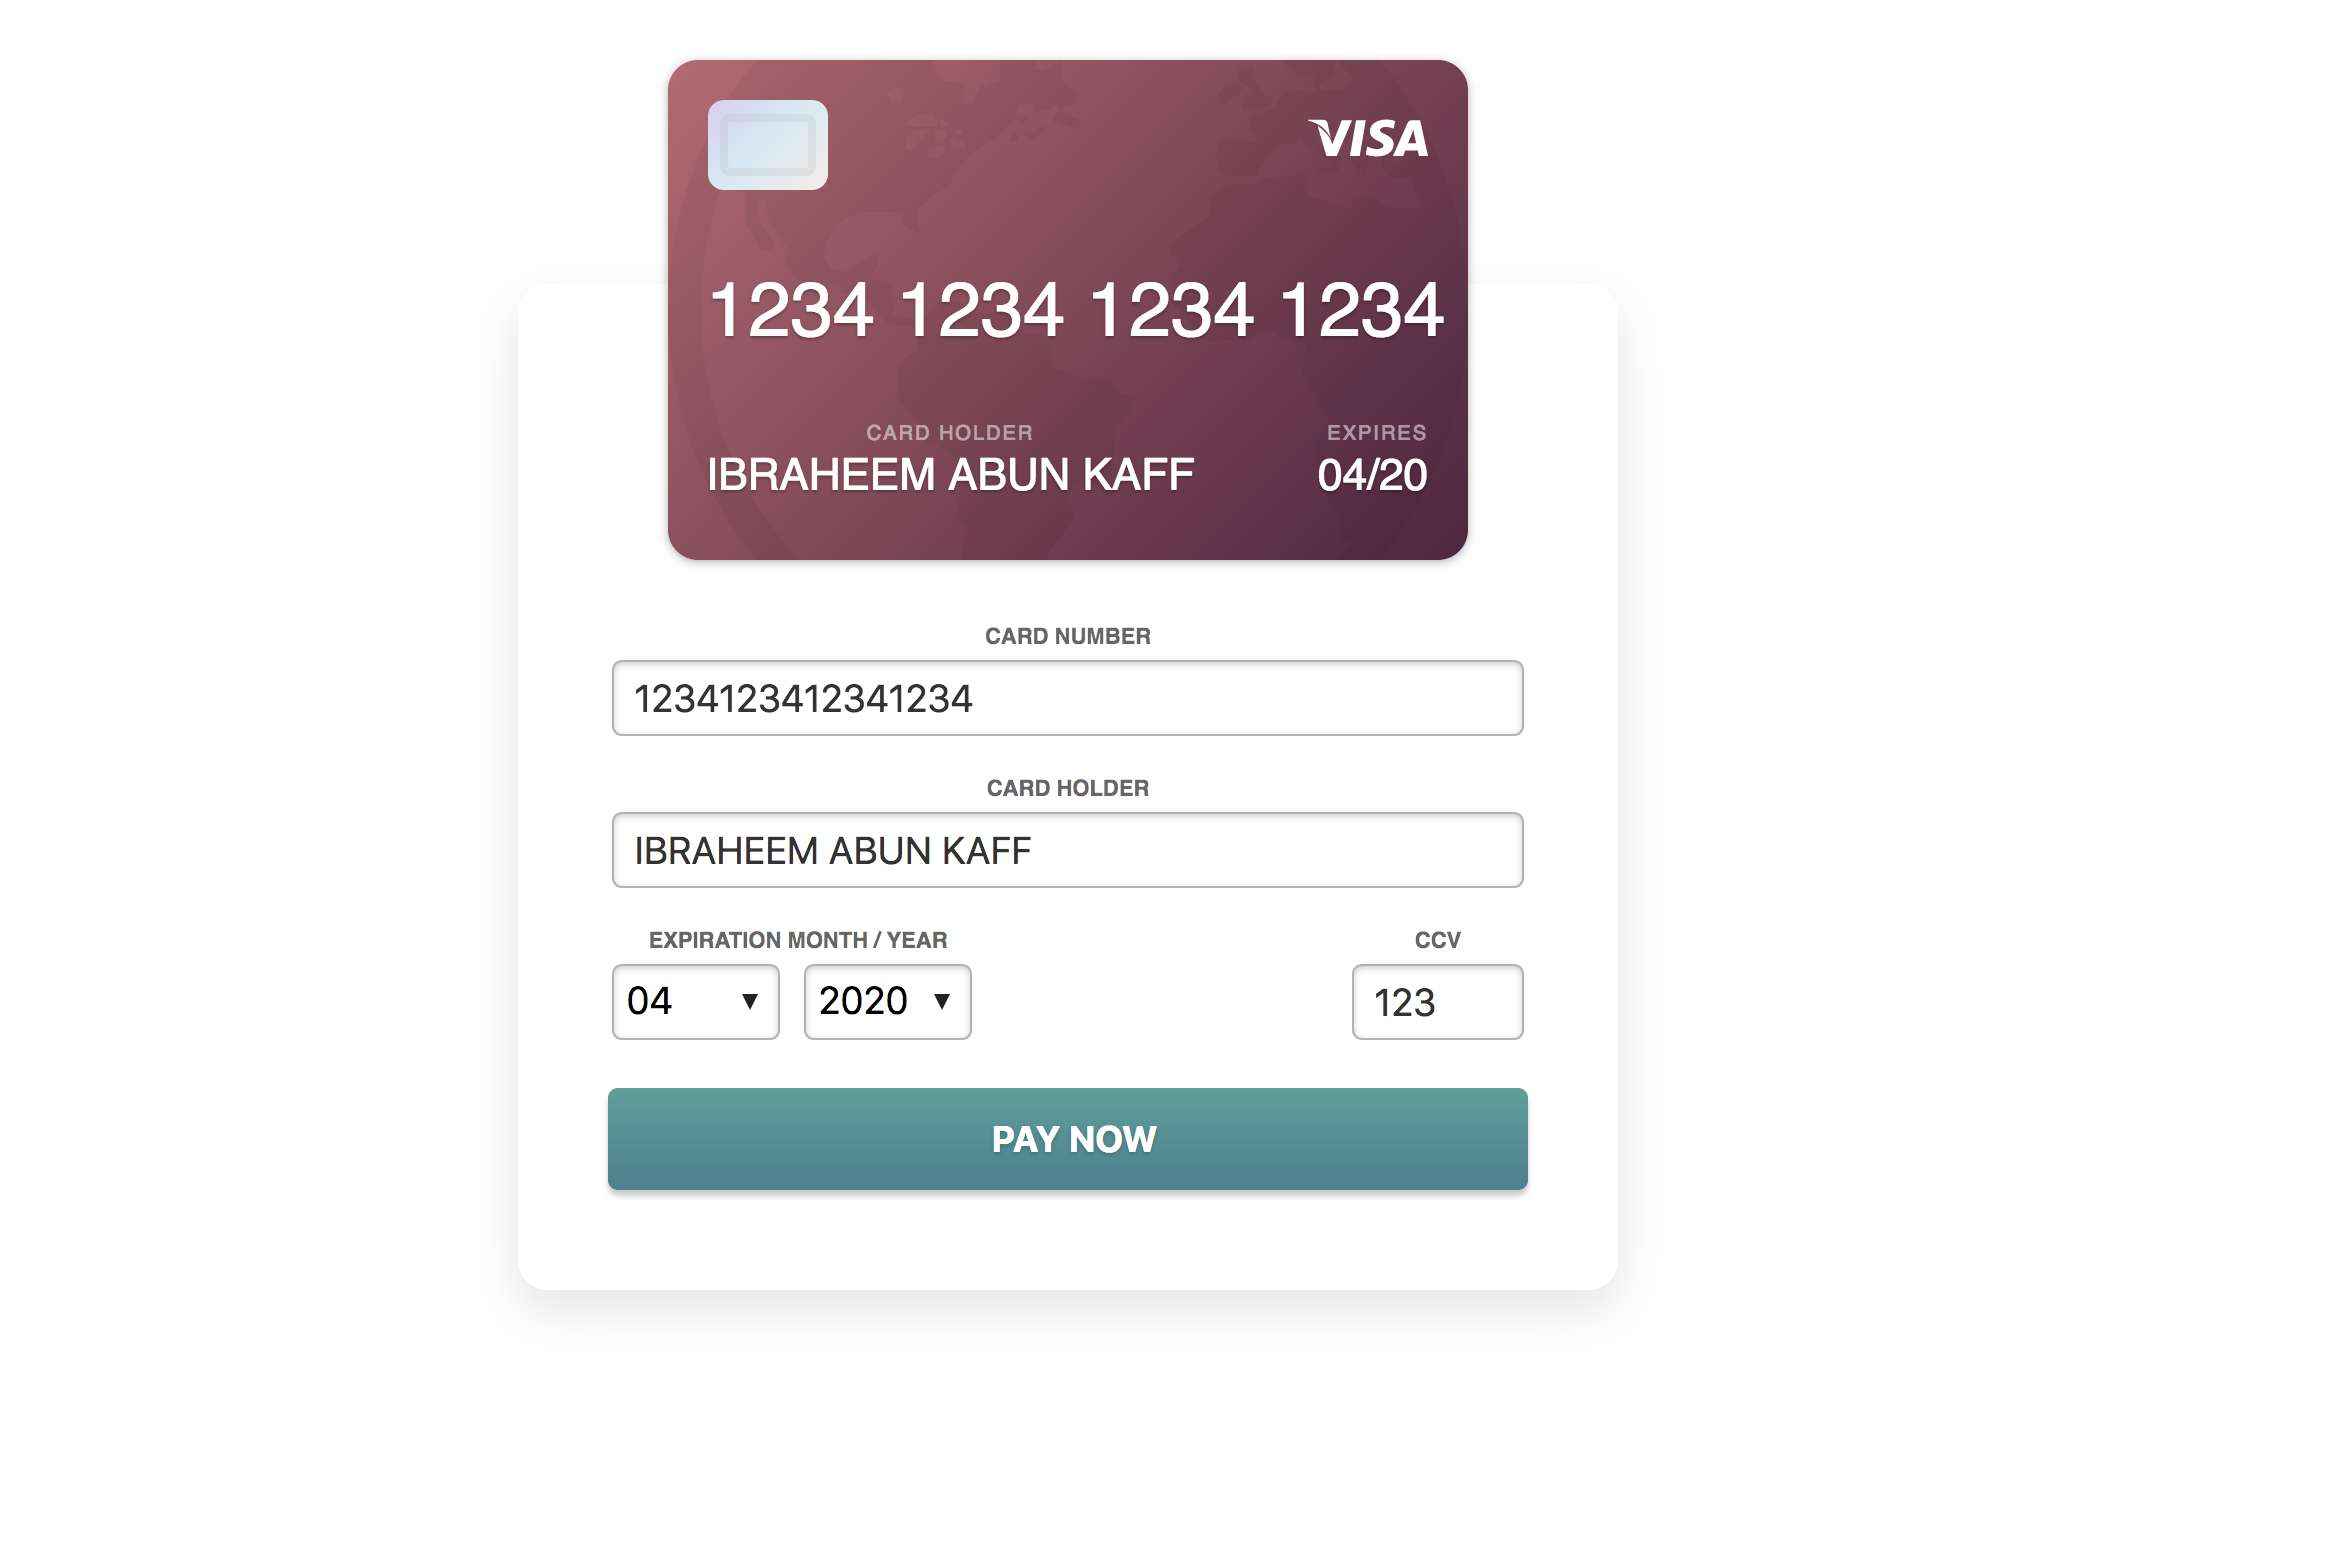 VISA
1234 1234 1234 1234
CARD HOLDER EXPIRES
IBRAHEEM ABUN KAFF 04/20
CARD NUMBER
1234123412341234
CARD HOLDER
IBRAHEEM ABUN KAFF
EXPIRATION MONTH / YEAR CCV
04 2020 123
PAY NOW